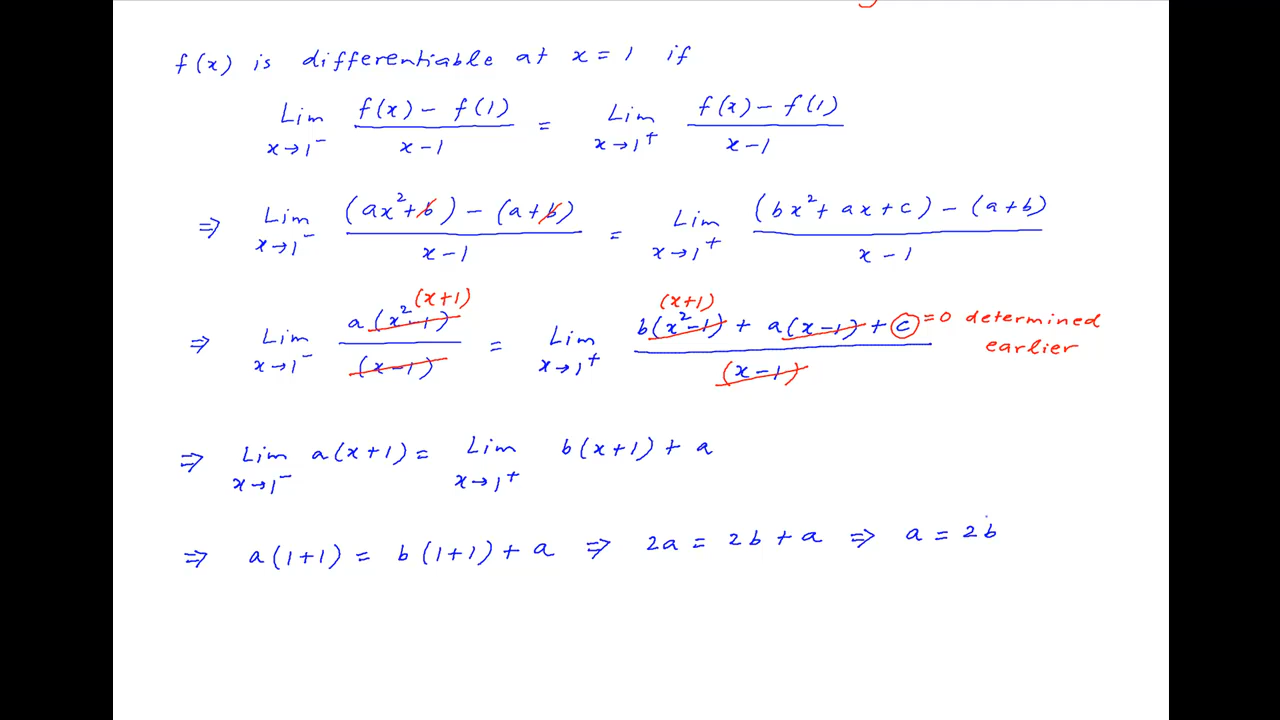 f(x) is differentiable at x = 1 if
Lim x→1⁻ (f(x) − f(1))/(x−1) = Lim x→1⁺ (f(x) − f(1))/(x−1)
⇒ Lim x→1⁻ ((ax² + b) − (a+b))/(x−1) = Lim x→1⁺ ((bx² + ax + c) − (a+b))/(x−1)
(x+1) (x+1)
⇒ Lim x→1⁻ a(x²−1)/(x−1) = Lim x→1⁺ (b(x²−1) + a(x−1) + c)/(x−1) = 0 determined
earlier
⇒ Lim x→1⁻ a(x+1) = Lim x→1⁺ b(x+1) + a
⇒ a(1+1) = b(1+1) + a ⇒ 2a = 2b + a ⇒ a = 2b